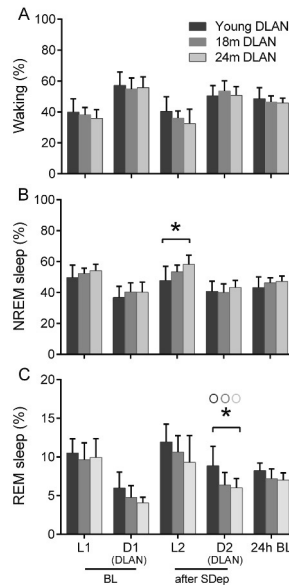 A
Young DLAN
18m DLAN
24m DLAN
Waking (%)
100
80
60
40
20
0
B
NREM sleep (%)
100
80
60
40
20
0
*
C
REM sleep (%)
20
15
10
5
0
*
L1 D1 L2 D2 24h BL
(DLAN) (DLAN)
BL after SDep